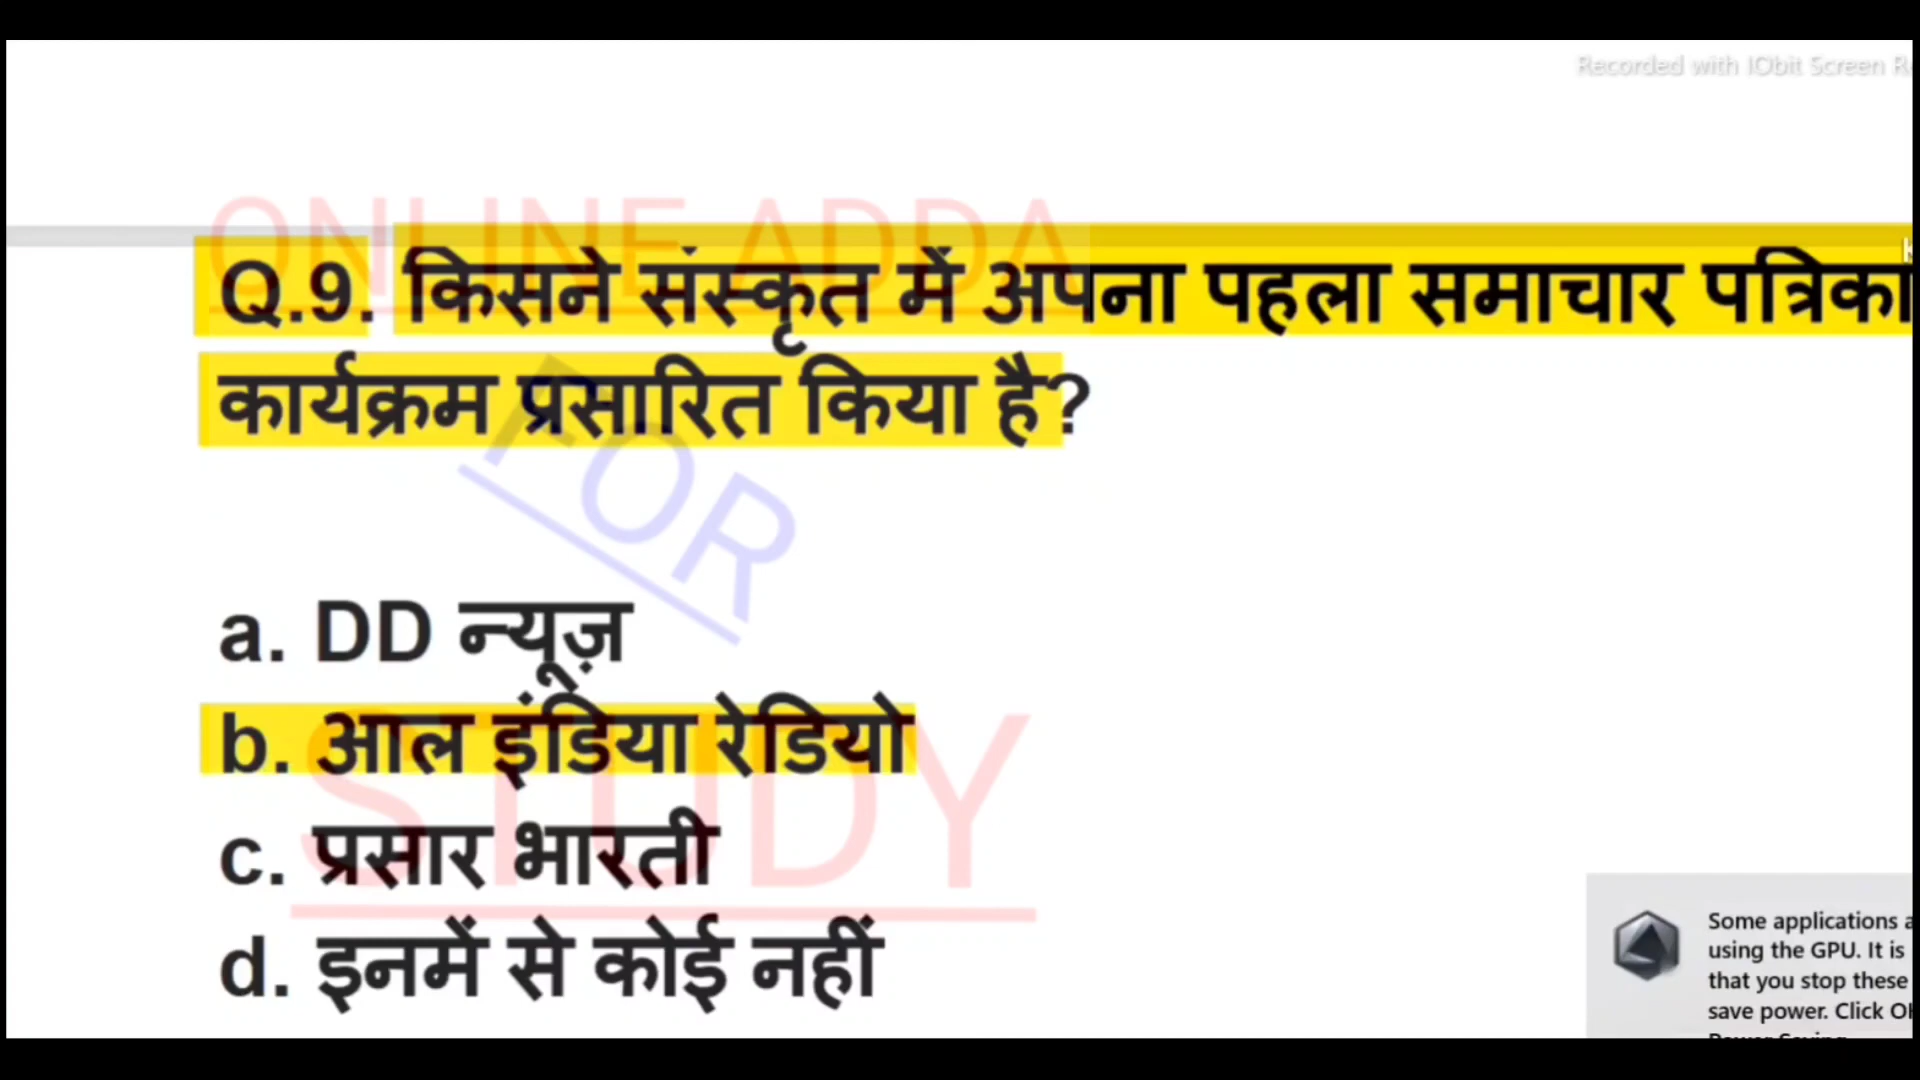 Recorded with IObit Screen
ONLINE ADDA
Q.9. किसने संस्कृत में अपना पहला समाचार पत्रिका
कार्यक्रम प्रसारित किया है?
FOR
a. DD न्यूज़
b. आल इंडिया रेडियो
STUDY
c. प्रसार भारती
d. इनमें से कोई नहीं
Some applications
using the GPU. It is
that you stop these
save power. Click